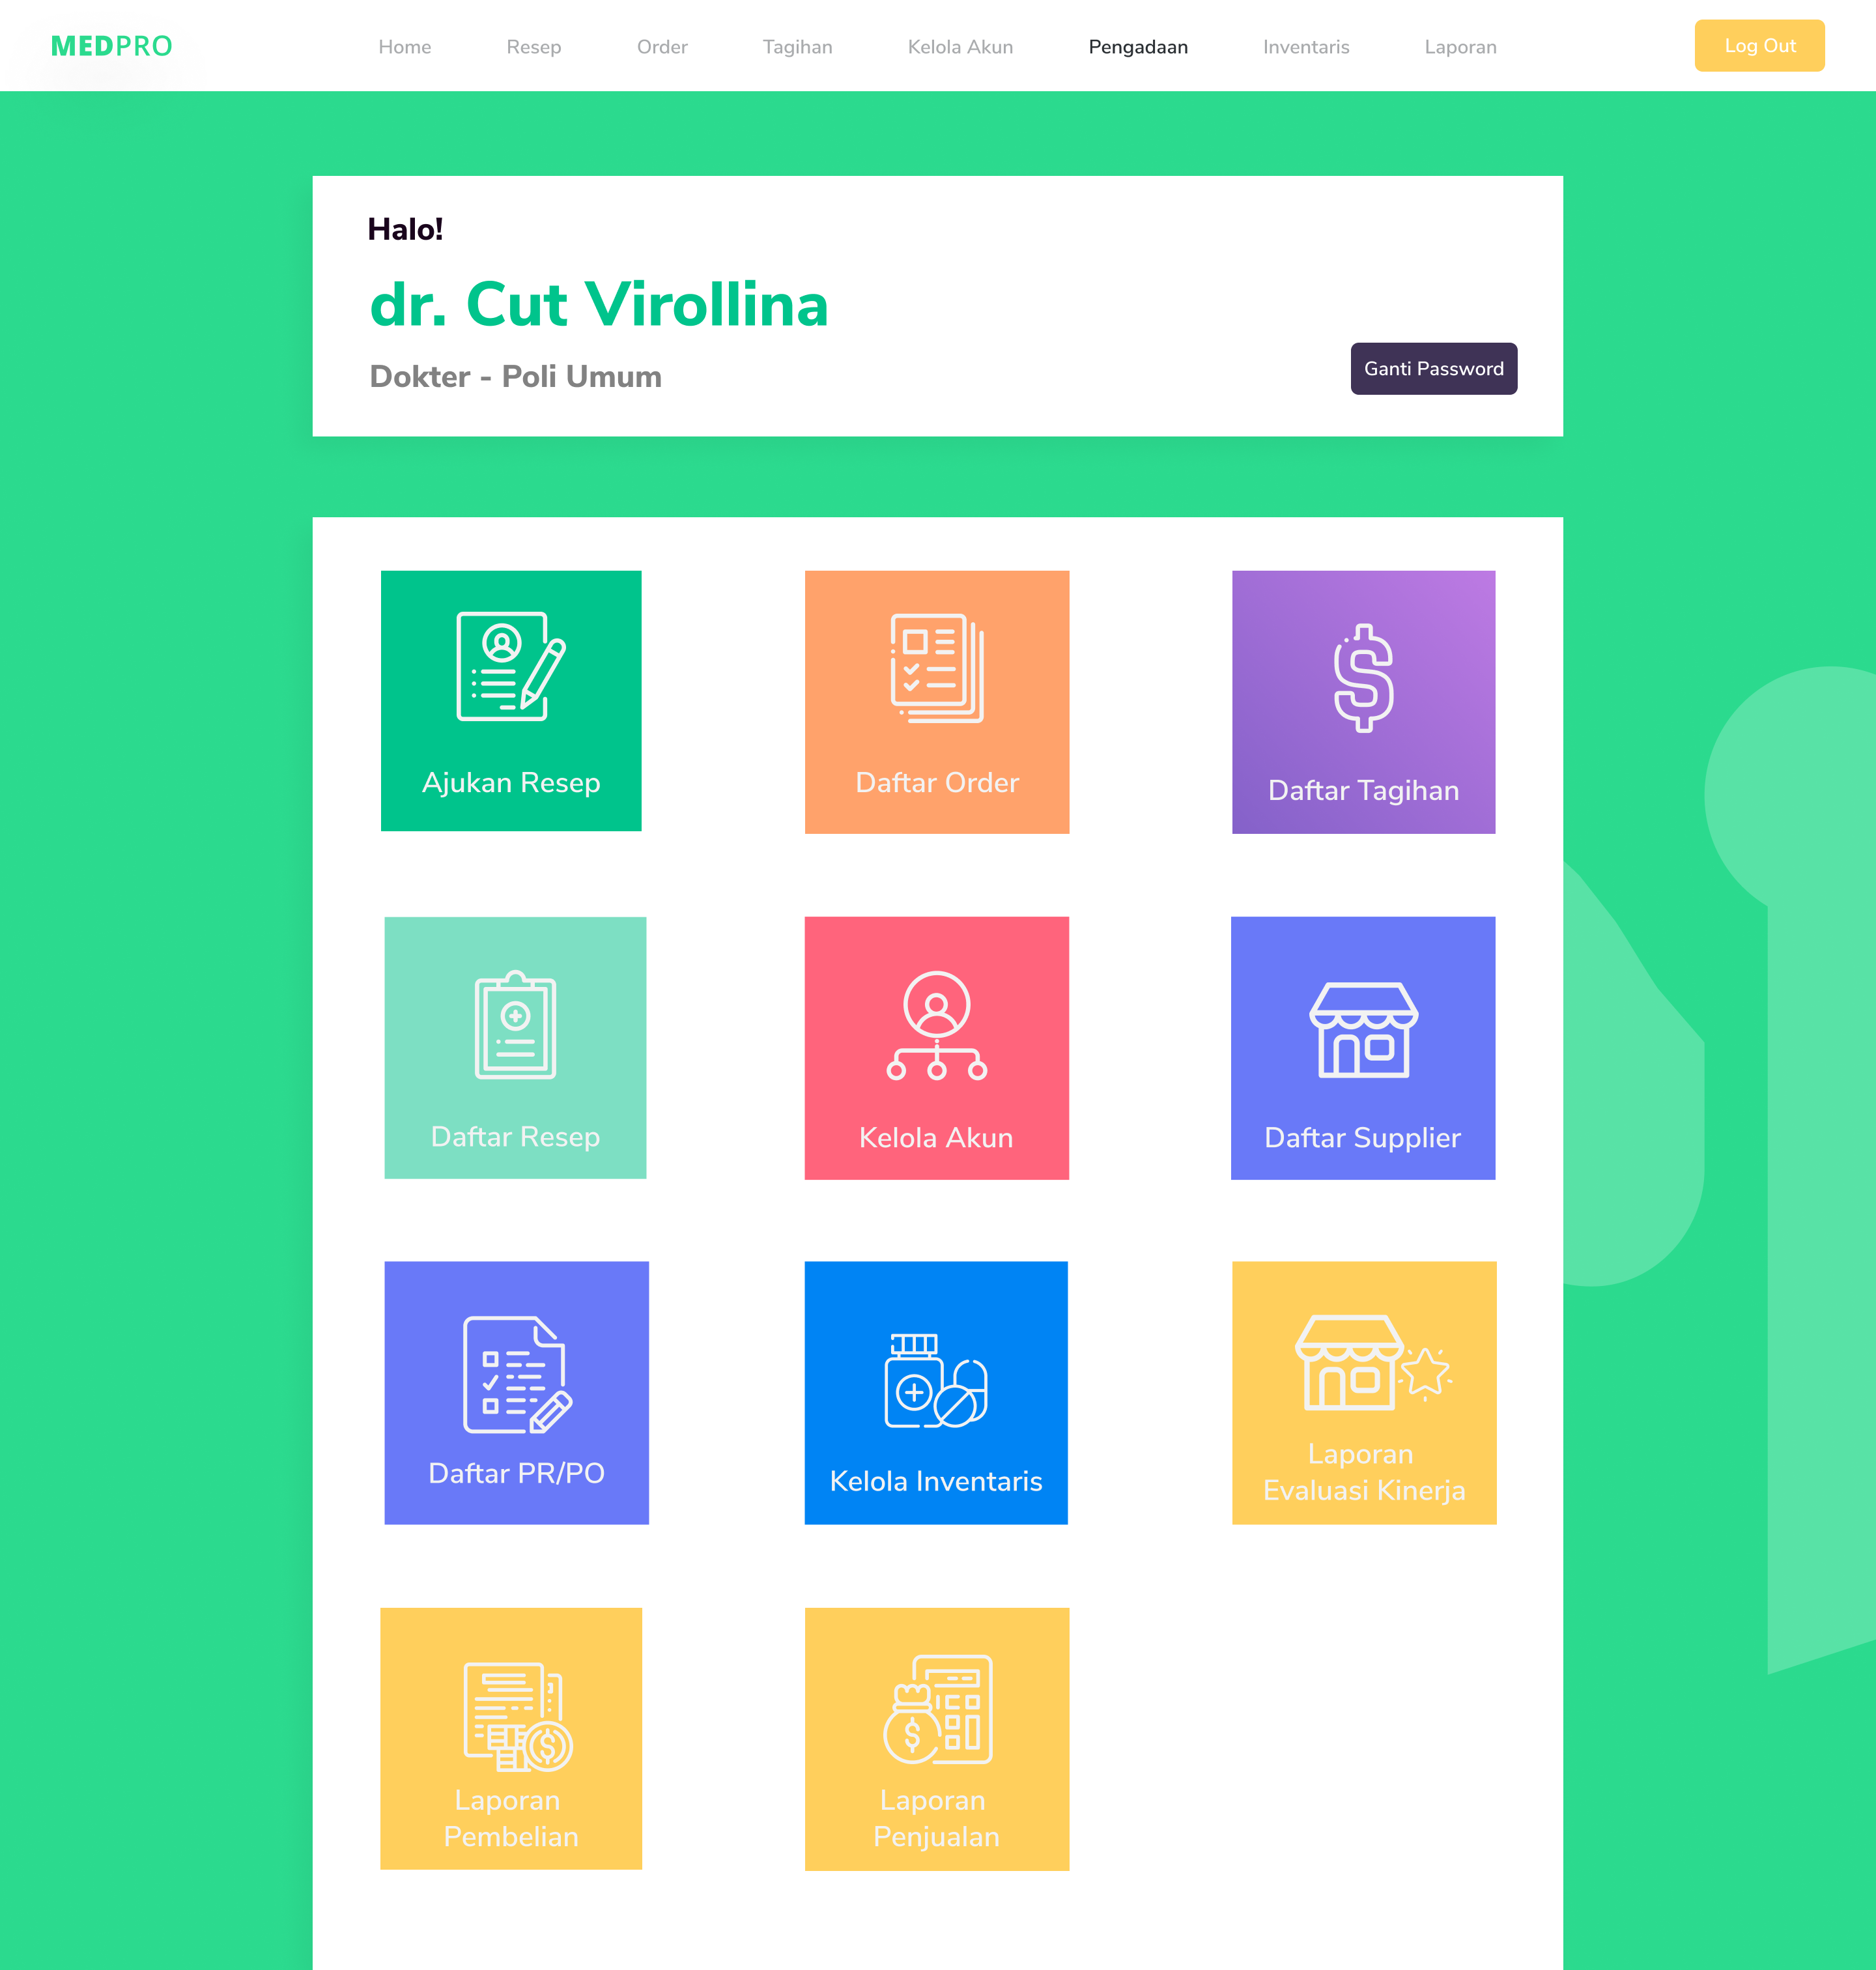 MEDPRO
Home
Resep
Order
Tagihan
Kelola Akun
Pengadaan
Inventaris
Laporan
Log Out
Halo!
dr. Cut Virollina
Dokter - Poli Umum
Ganti Password
Ajukan Resep
Daftar Order
Daftar Tagihan
Daftar Resep
Kelola Akun
Daftar Supplier
Daftar PR/PO
Kelola Inventaris
Laporan
Evaluasi Kinerja
Laporan
Pembelian
Laporan
Penjualan